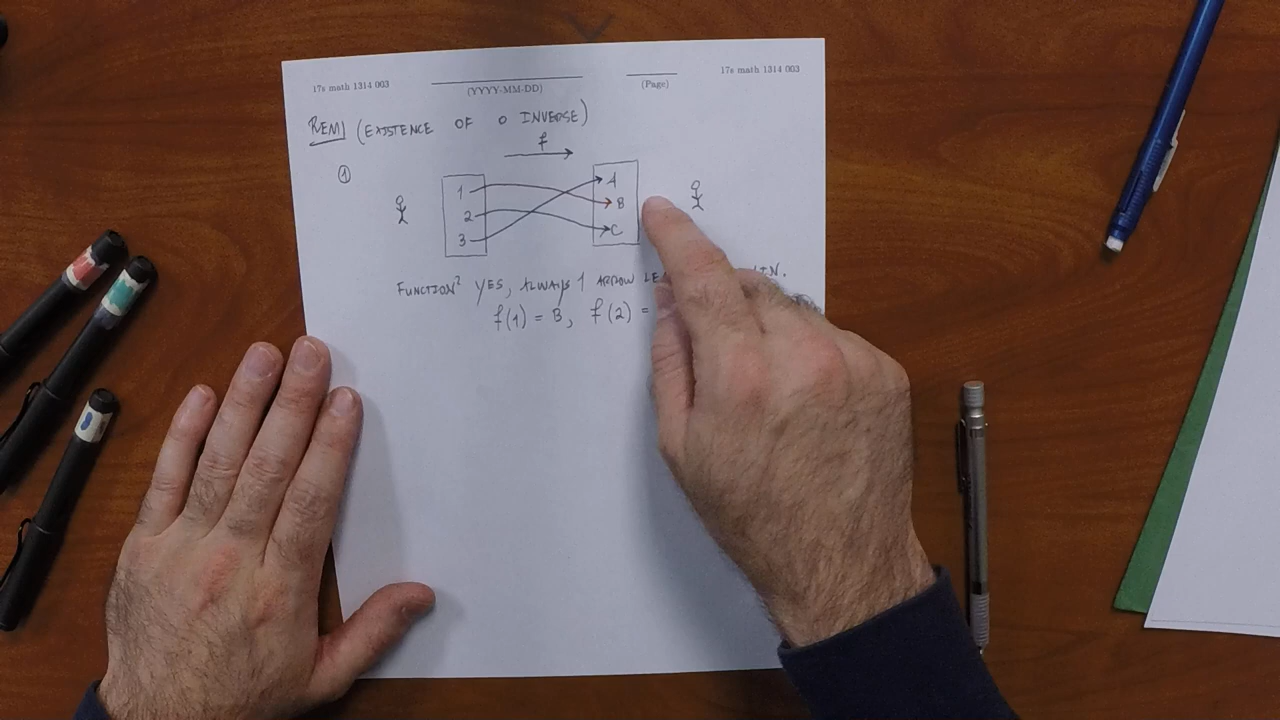 17s math 1314 003 (YYYY-MM-DD) (Page) 17s math 1314 003
REM) (EXISTENCE OF o INVERSE)
f
①
1 A
2 B
3 C
FUNCTION? YES, ALWAYS 1 ARROW
f(1) = B, f(2) =